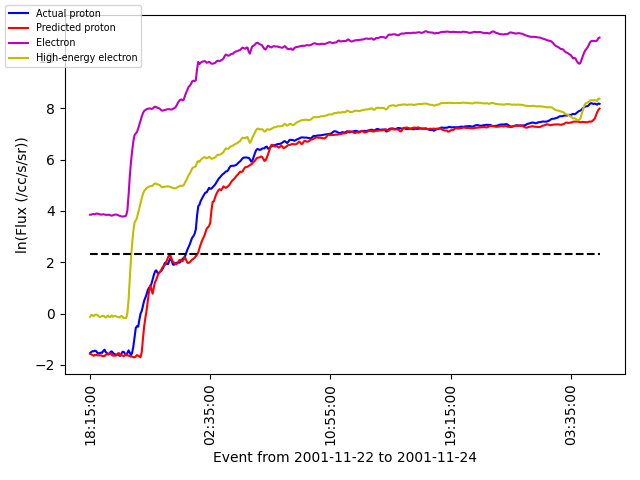 Actual proton
Predicted proton
Electron
High-energy electron
ln(Flux (/cc/s/sr))
8
6
4
2
0
−2
18:15:00
02:35:00
10:55:00
19:15:00
03:35:00
Event from 2001-11-22 to 2001-11-24